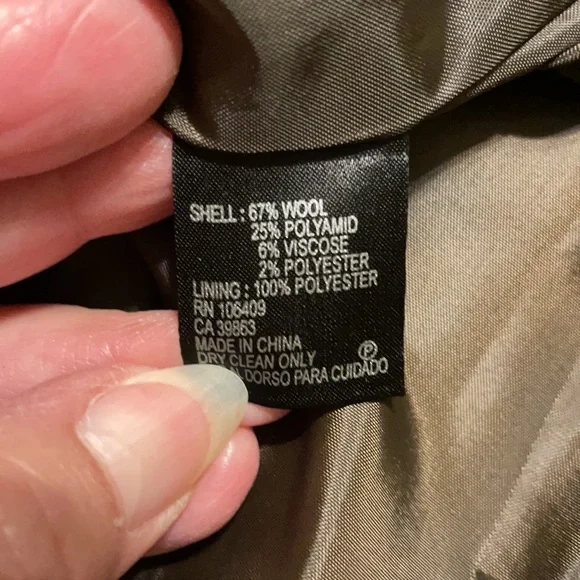 SHELL : 67% WOOL
25% POLYAMID
6% VISCOSE
2% POLYESTER
LINING : 100% POLYESTER
RN 106409
CA 39863
MADE IN CHINA
DRY CLEAN ONLY
P
DORSO PARA CUIDADO